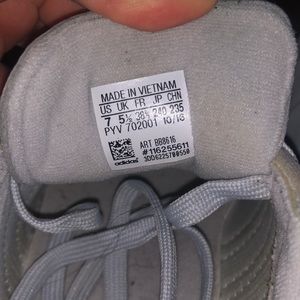 MADE IN VIETNAM
US UK FR JP CHN
7 5½ 38⅔ 240 235
PYV 702001 10/18
ART BB8616
#116255611
adidas 3DD6225700550